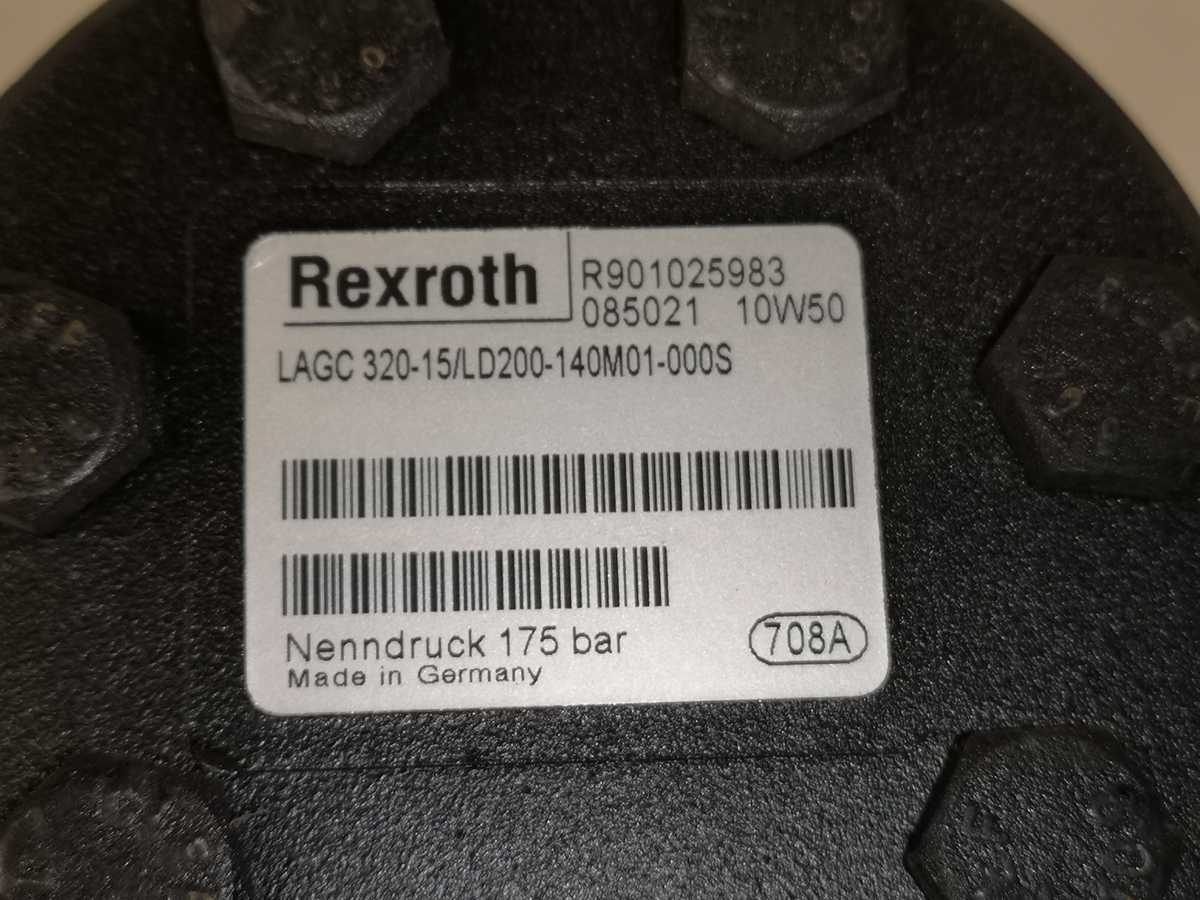 Rexroth
R901025983
085021 10W50
LAGC 320-15/LD200-140M01-000S
Nenndruck 175 bar
708A
Made in Germany